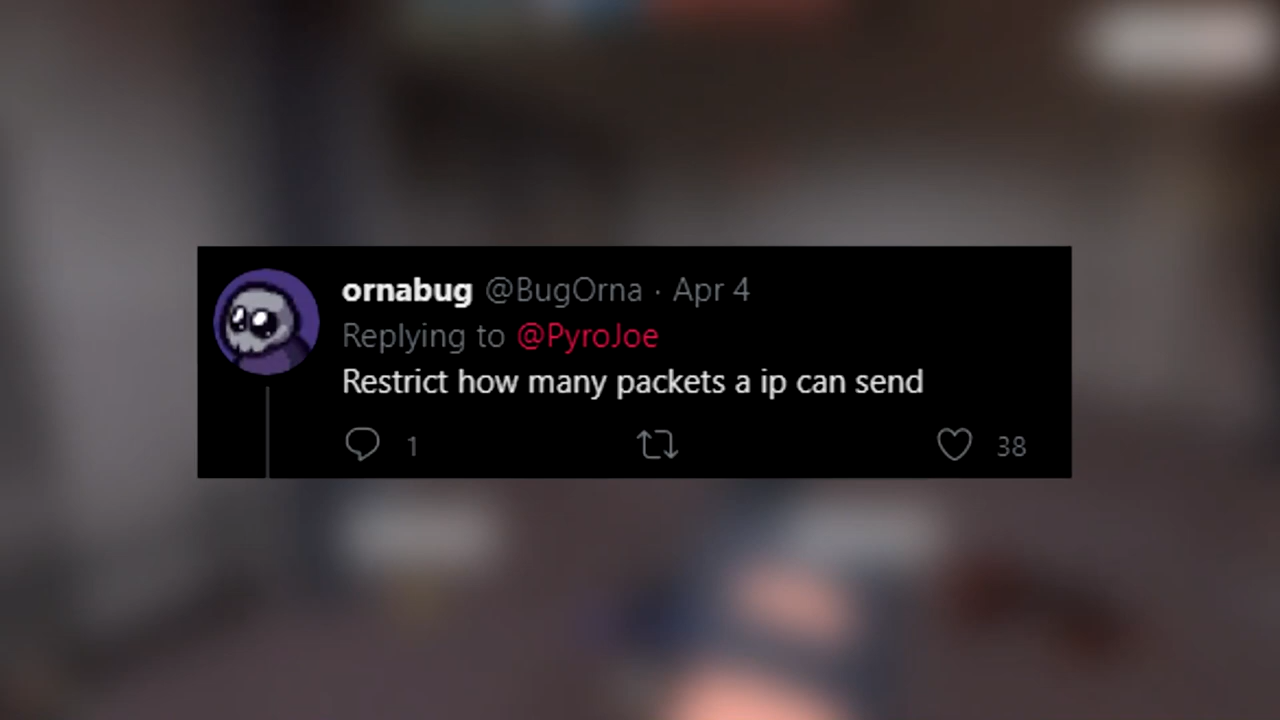 ornabug @BugOrna · Apr 4
Replying to @PyroJoe
Restrict how many packets a ip can send
1 38